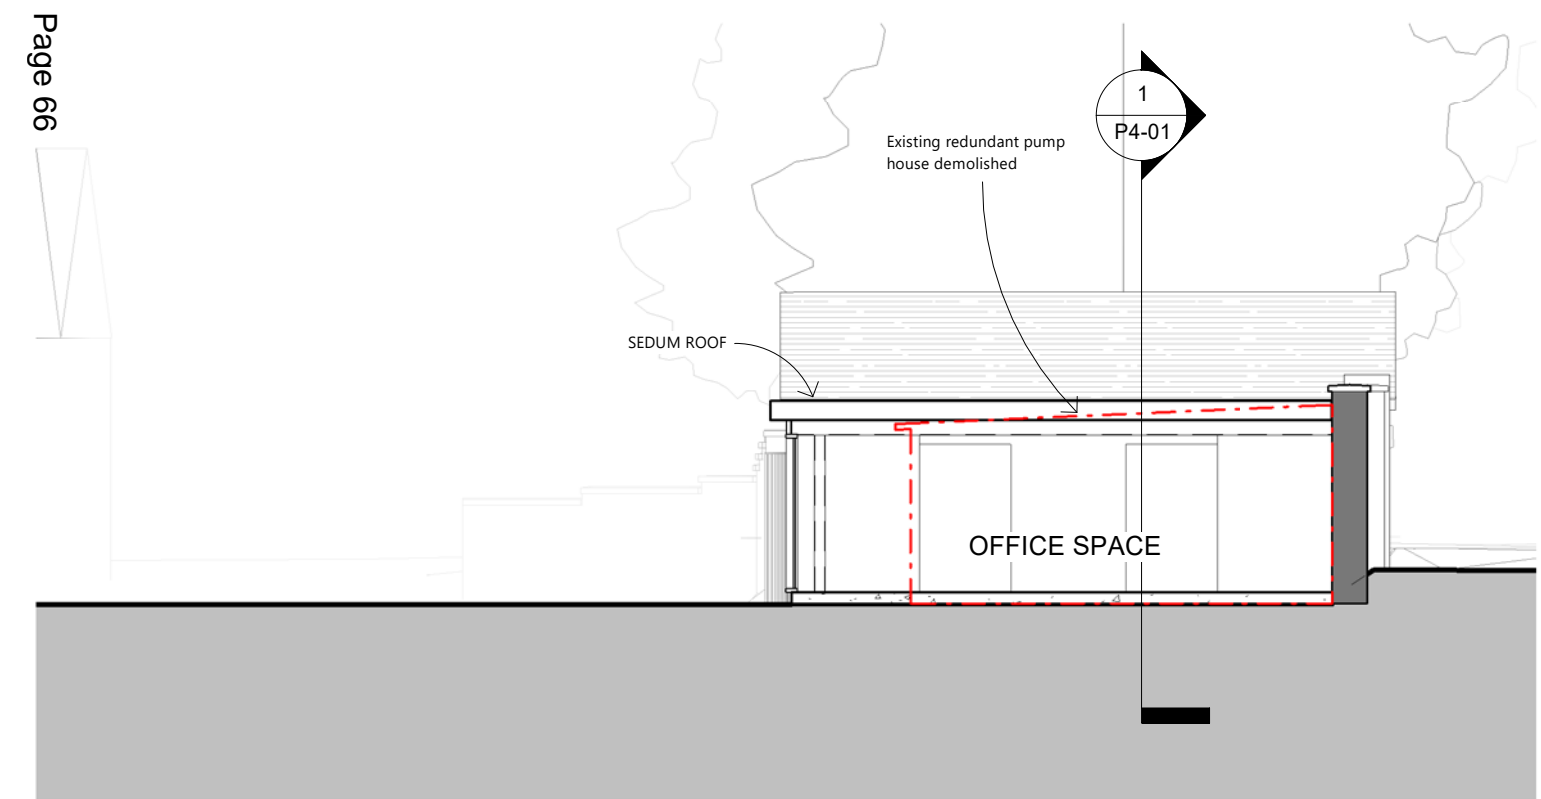 Page 66
1
P4-01
Existing redundant pump
house demolished
SEDUM ROOF
OFFICE SPACE